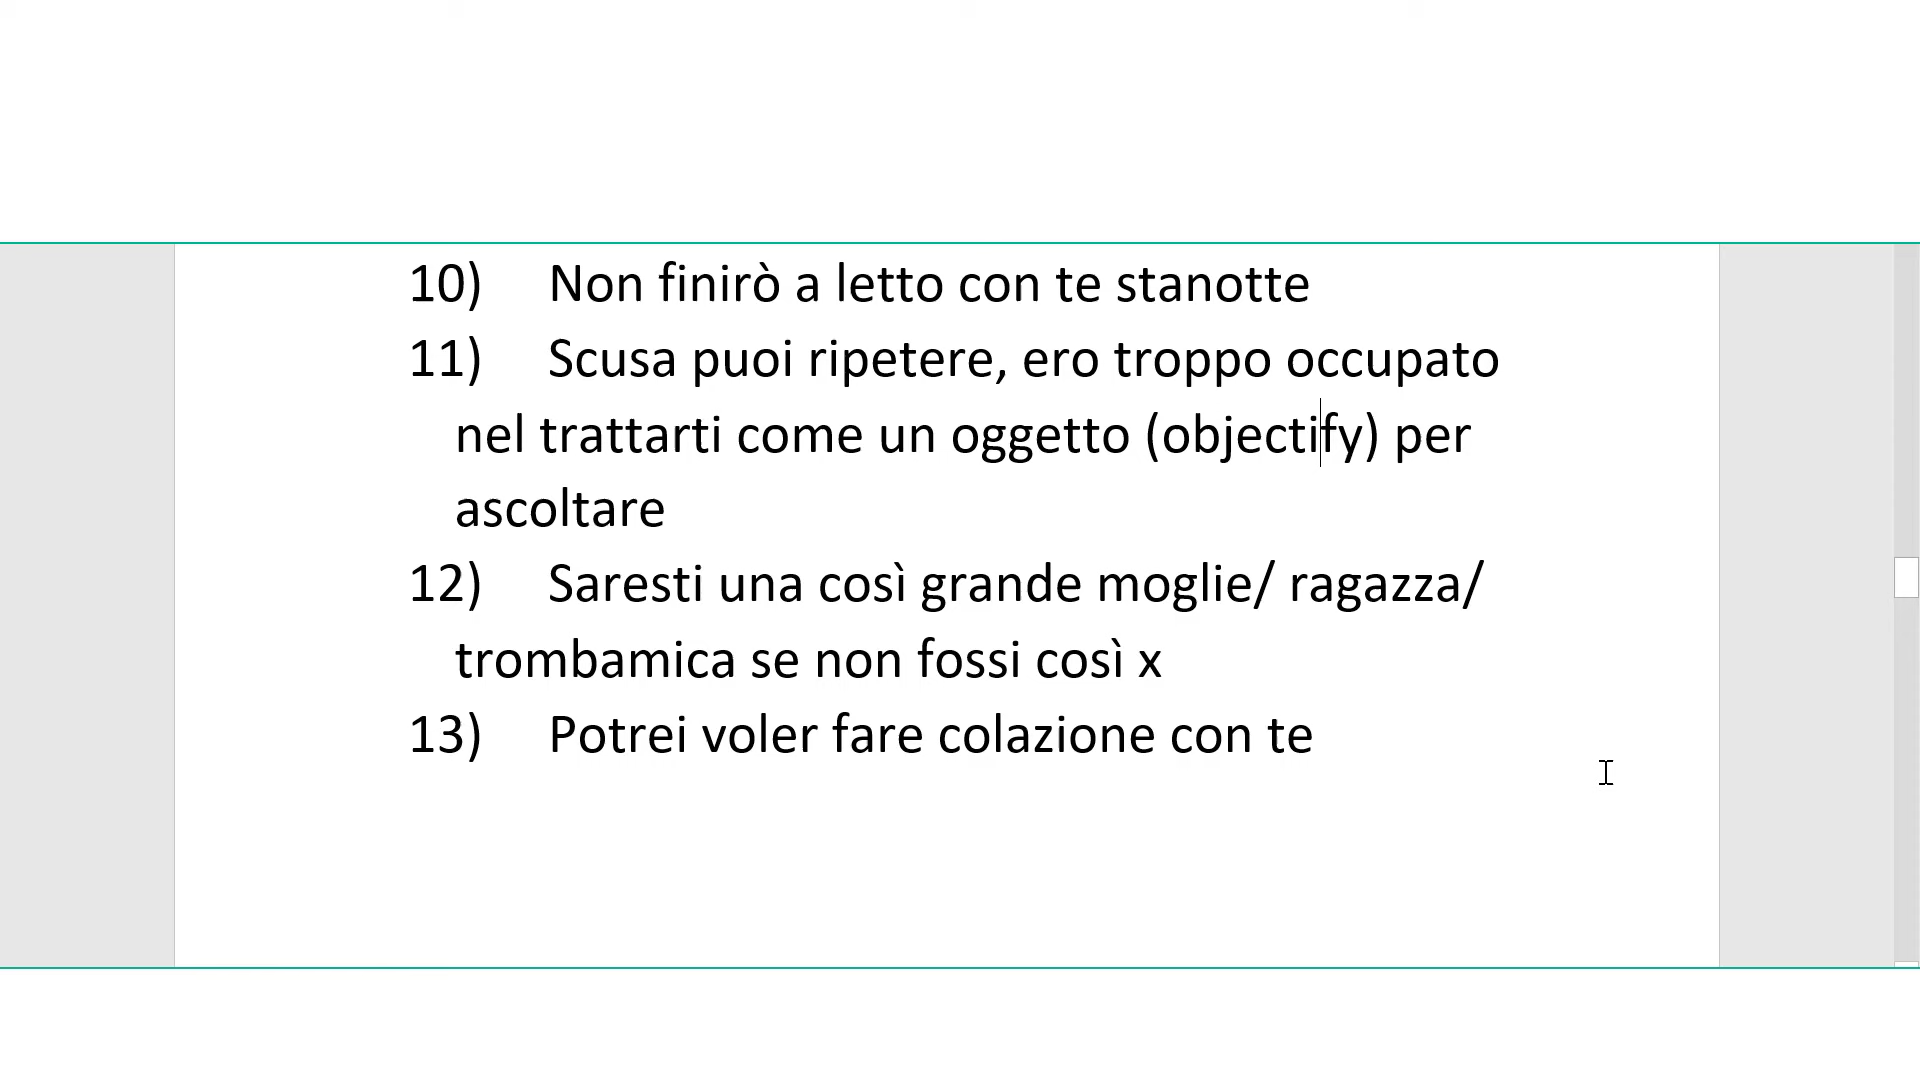 10) Non finirò a letto con te stanotte
11) Scusa puoi ripetere, ero troppo occupato
nel trattarti come un oggetto (objectify) per
ascoltare
12) Saresti una così grande moglie/ ragazza/
trombamica se non fossi così x
13) Potrei voler fare colazione con te